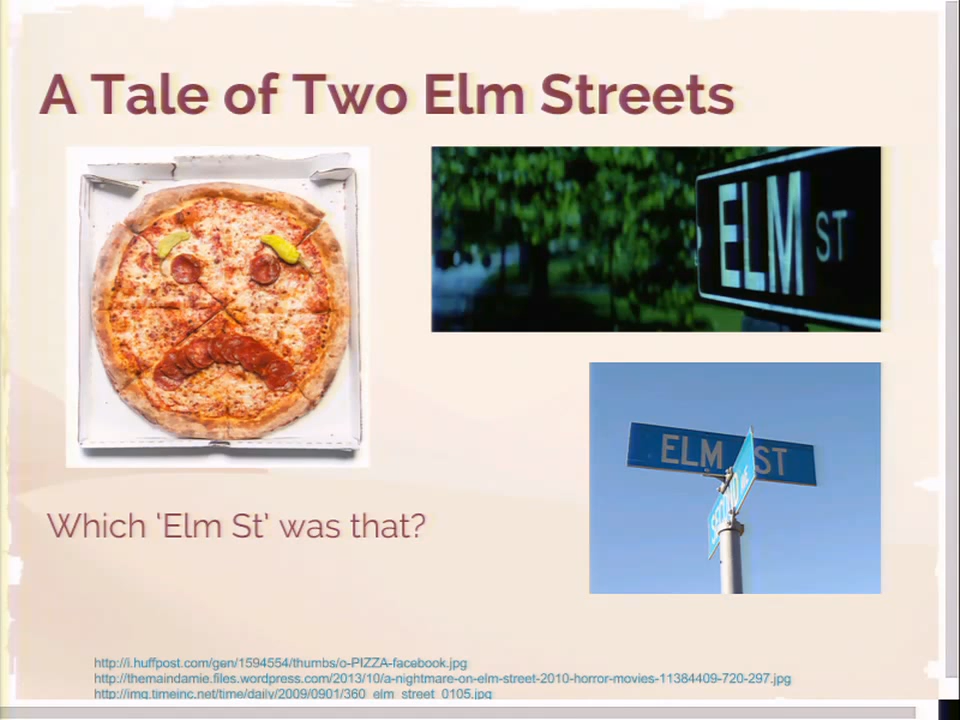 A Tale of Two Elm Streets
ELM ST
ELM ST
Which 'Elm St' was that?
http://i.huffpost.com/gen/1594554/thumbs/o-PIZZA-facebook.jpg
http://themaindamie.files.wordpress.com/2013/10/a-nightmare-on-elm-street-2010-horror-movies-11384409-720-297.jpg
http://img.timeinc.net/time/daily/2009/0901/360_elm_street_0105.jpg